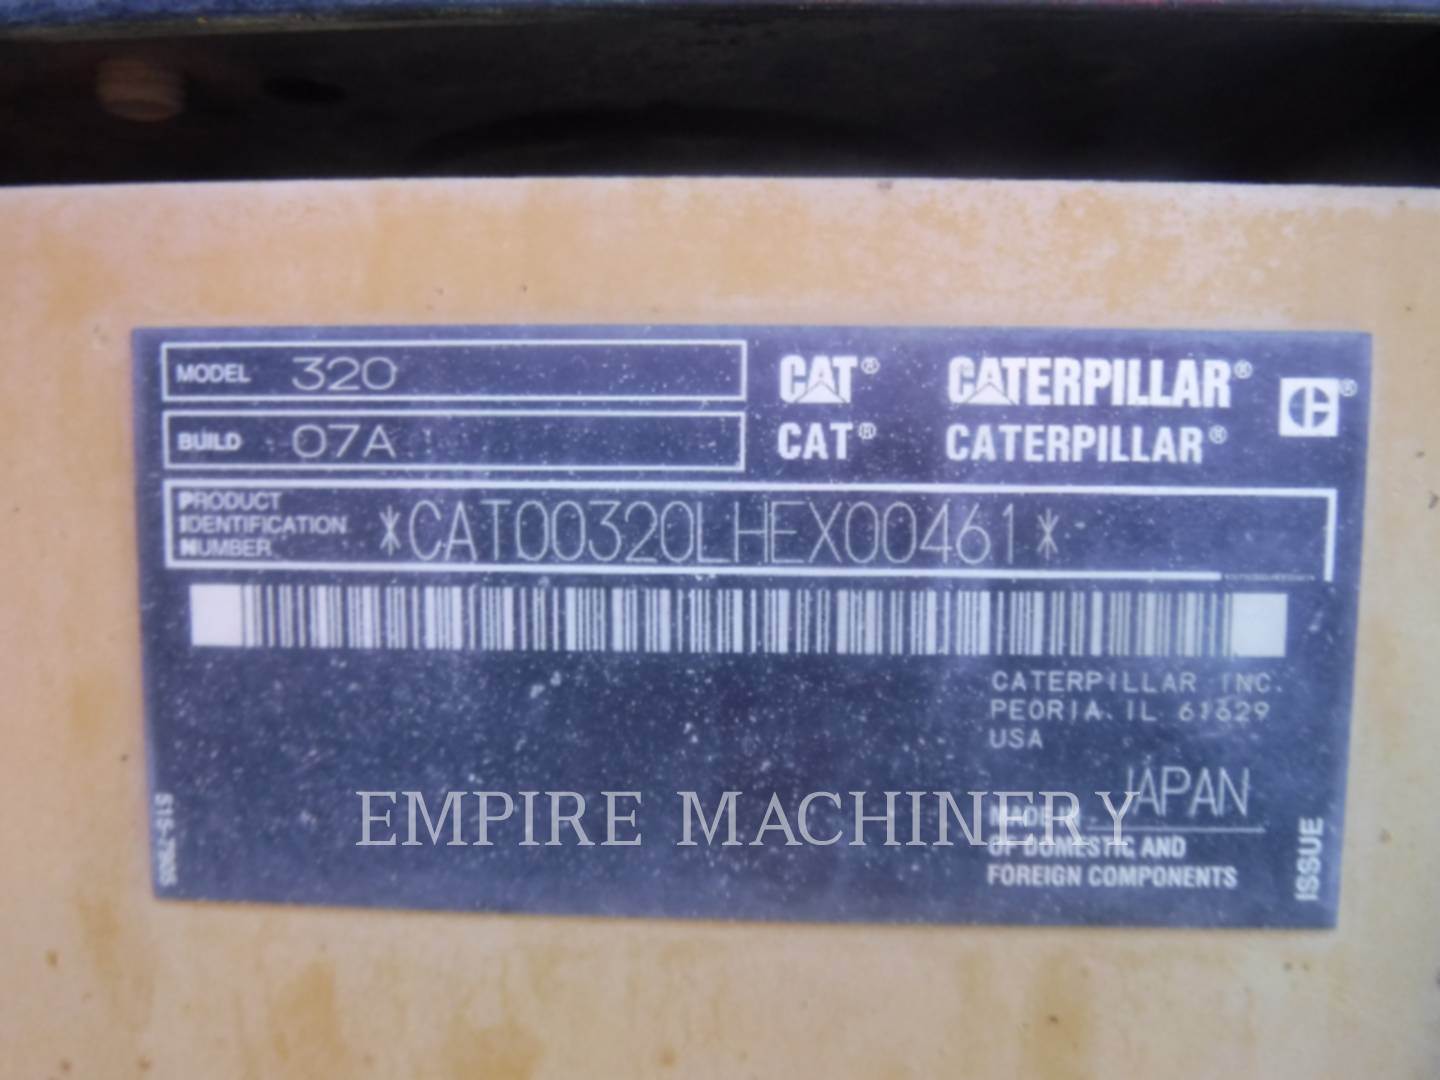 MODEL 320
BUILD 07A
CAT® CATERPILLAR®
CAT® CATERPILLAR®
PRODUCT
IDENTIFICATION
NUMBER
*CAT00320LHEX00461*
CATERPILLAR INC.
PEORIA. IL 61629
USA
MADE IN JAPAN
OF DOMESTIC AND
FOREIGN COMPONENTS
ISSUE
EMPIRE MACHINERY